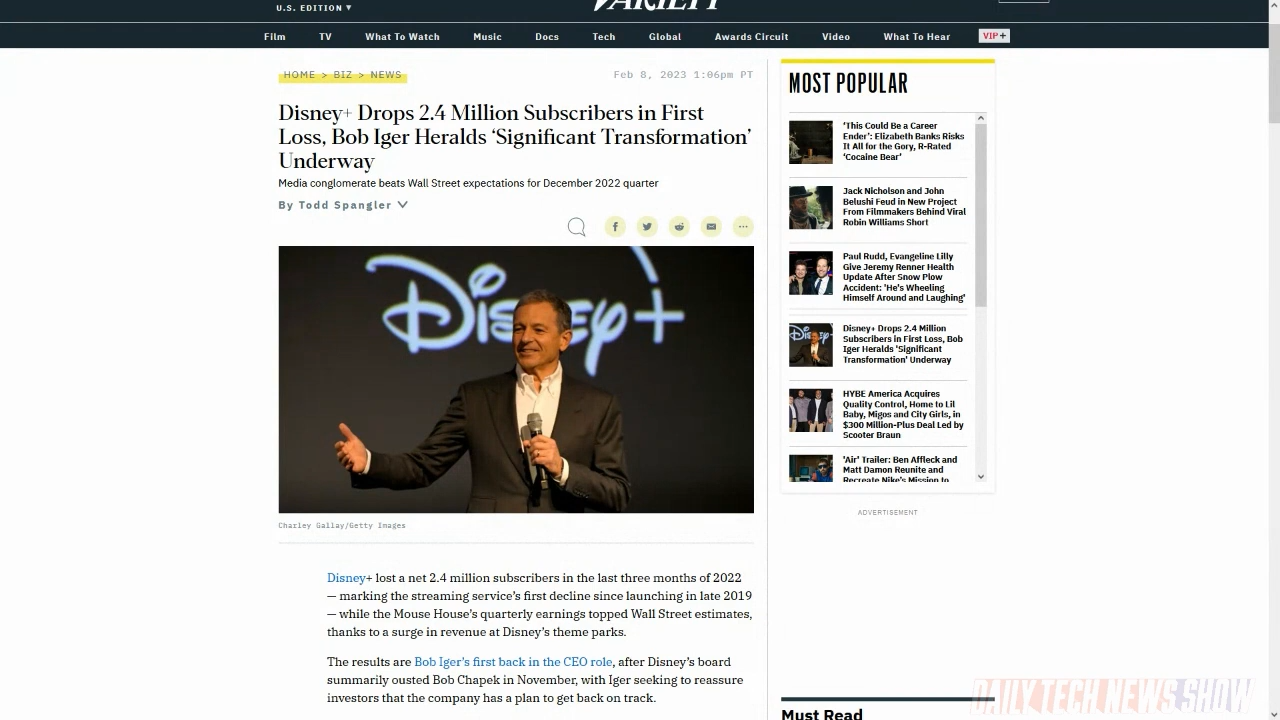 U.S. EDITION ▾
VARIETY
Film TV What To Watch Music Docs Tech Global Awards Circuit Video What To Hear VIP+
HOME > BIZ > NEWS
Feb 8, 2023 1:06pm PT
Disney+ Drops 2.4 Million Subscribers in First
Loss, Bob Iger Heralds ‘Significant Transformation’
Underway
Media conglomerate beats Wall Street expectations for December 2022 quarter
By Todd Spangler
Disney+
Charley Gallay/Getty Images
Disney+ lost a net 2.4 million subscribers in the last three months of 2022
— marking the streaming service’s first decline since launching in late 2019
— while the Mouse House’s quarterly earnings topped Wall Street estimates,
thanks to a surge in revenue at Disney’s theme parks.
The results are Bob Iger’s first back in the CEO role, after Disney’s board
summarily ousted Bob Chapek in November, with Iger seeking to reassure
investors that the company has a plan to get back on track.
MOST POPULAR
‘This Could Be a Career
Ender’: Elizabeth Banks Risks
It All for the Gory, R-Rated
‘Cocaine Bear’
Jack Nicholson and John
Belushi Feud in New Project
From Filmmakers Behind Viral
Robin Williams Short
Paul Rudd, Evangeline Lilly
Give Jeremy Renner Health
Update After Snow Plow
Accident: ‘He’s Wheeling
Himself Around and Laughing’
Disney+ Drops 2.4 Million
Subscribers in First Loss, Bob
Iger Heralds ‘Significant
Transformation’ Underway
HYBE America Acquires
Quality Control, Home to Lil
Baby, Migos and City Girls, in
$300 Million-Plus Deal Led by
Scooter Braun
‘Air’ Trailer: Ben Affleck and
Matt Damon Reunite and
Recreate Nike’s Mission to
ADVERTISEMENT
Must Read
DAILY TECH NEWS SHOW